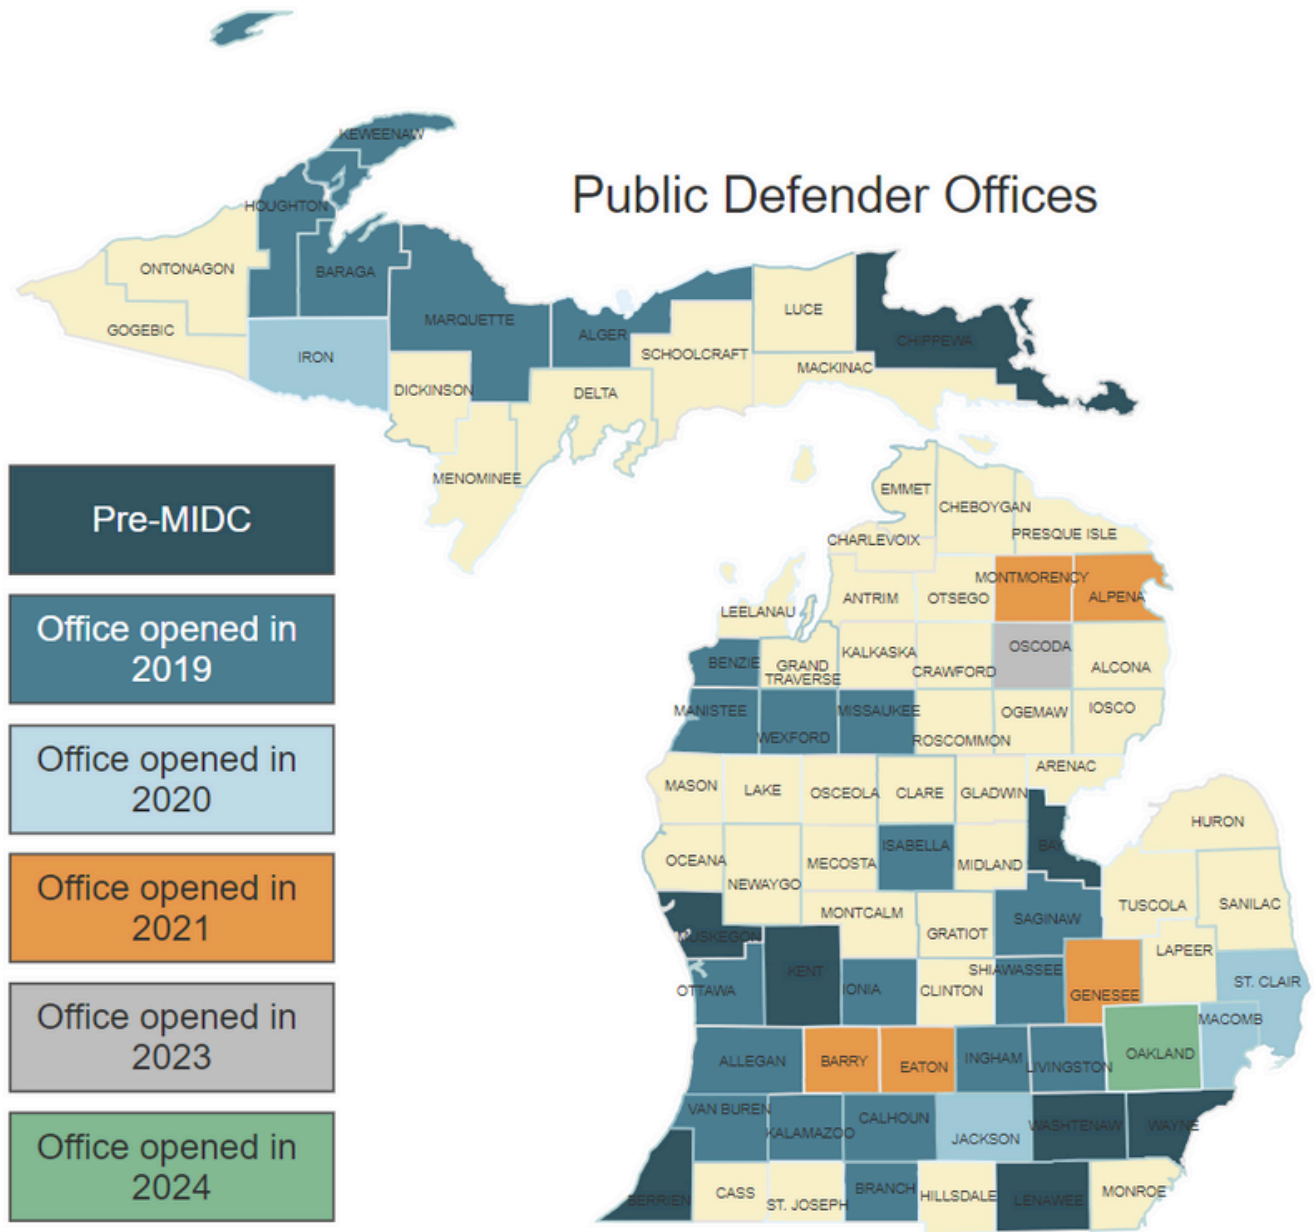 KEWEENAW
Public Defender Offices
HOUGHTON
ONTONAGON
BARAGA
GOGEBIC
MARQUETTE
LUCE
ALGER
CHIPPEWA
IRON
SCHOOLCRAFT
MACKINAC
DICKINSON
DELTA
MENOMINEE
Pre-MIDC
Office opened in
2019
Office opened in
2020
Office opened in
2021
Office opened in
2023
Office opened in
2024
EMMET
CHEBOYGAN
PRESQUE ISLE
CHARLEVOIX
MONTMORENCY
ALPENA
LEELANAU
ANTRIM
OTSEGO
BENZIE
GRAND
TRAVERSE
KALKASKA
CRAWFORD
OSCODA
ALCONA
MANISTEE
WEXFORD
MISSAUKEE
ROSCOMMON
OGEMAW
IOSCO
ARENAC
MASON
LAKE
OSCEOLA
CLARE
GLADWIN
HURON
OCEANA
NEWAYGO
MECOSTA
ISABELLA
MIDLAND
BAY
TUSCOLA
SANILAC
MUSKEGON
MONTCALM
GRATIOT
SAGINAW
LAPEER
OTTAWA
KENT
IONIA
CLINTON
SHIAWASSEE
GENESEE
ST. CLAIR
MACOMB
ALLEGAN
BARRY
EATON
INGHAM
LIVINGSTON
OAKLAND
VAN BUREN
KALAMAZOO
CALHOUN
JACKSON
WASHTENAW
WAYNE
BERRIEN
CASS
ST. JOSEPH
BRANCH
HILLSDALE
LENAWEE
MONROE